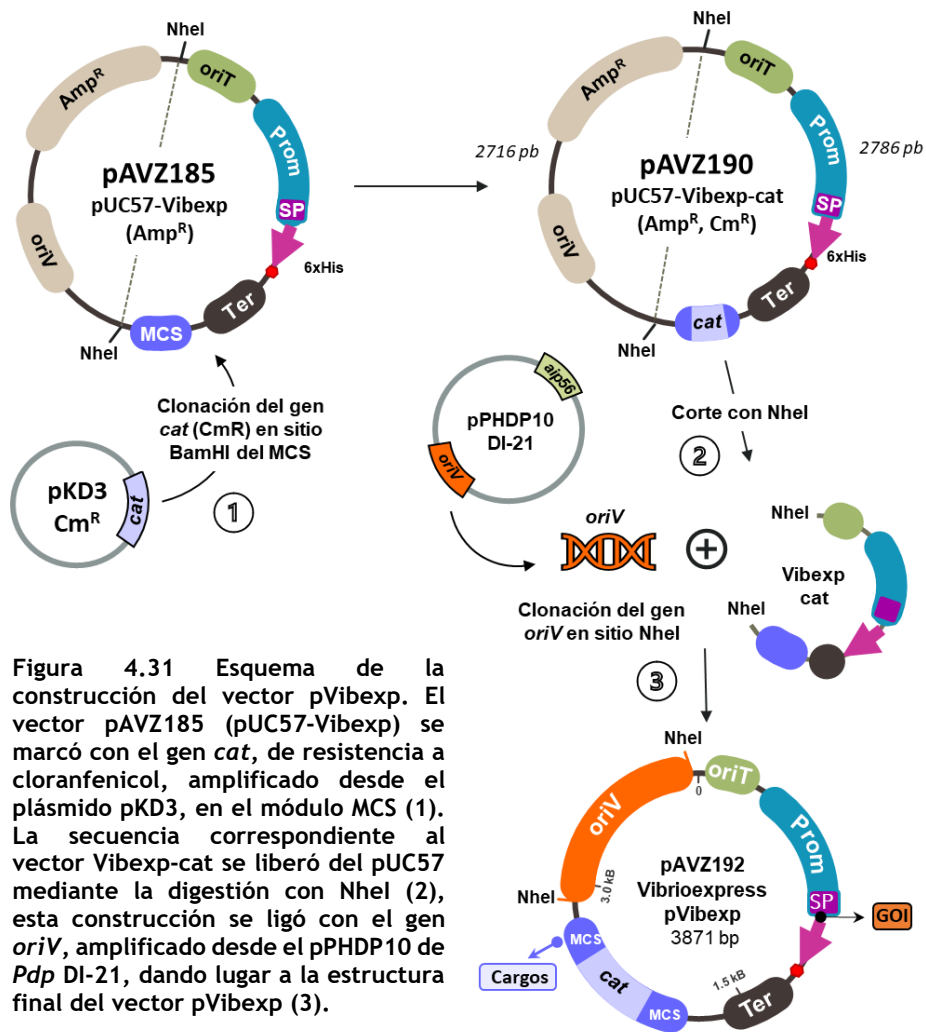 NheI
Amp^R
oriT
Prom
pAVZ185
pUC57-Vibexp
(Amp^R)
SP
oriV
6xHis
Ter
MCS
NheI
NheI
Amp^R
oriT
2716 pb
Prom
2786 pb
pAVZ190
pUC57-Vibexp-cat
(Amp^R, Cm^R)
SP
oriV
6xHis
Ter
cat
NheI
Clonación del gen
cat (CmR) en sitio
BamHI del MCS
pKD3
Cm^R
cat
1
aip56
pPHDP10
DI-21
oriV
Corte con NheI
2
oriV
+
NheI
Vibexp
cat
NheI
Clonación del gen
oriV en sitio NheI
3
Figura 4.31 Esquema de la
construcción del vector pVibexp. El
vector pAVZ185 (pUC57-Vibexp) se
marcó con el gen cat, de resistencia a
cloranfenicol, amplificado desde el
plásmido pKD3, en el módulo MCS (1).
La secuencia correspondiente al
vector Vibexp-cat se liberó del pUC57
mediante la digestión con NheI (2),
esta construcción se ligó con el gen
oriV, amplificado desde el pPHDP10 de
Pdp DI-21, dando lugar a la estructura
final del vector pVibexp (3).
NheI
oriT
0
oriV
Prom
pAVZ192
Vibrioexpress
pVibexp
3871 bp
3.0 kB
NheI
SP
GOI
MCS
Cargos
cat
MCS
1.5 kB
Ter